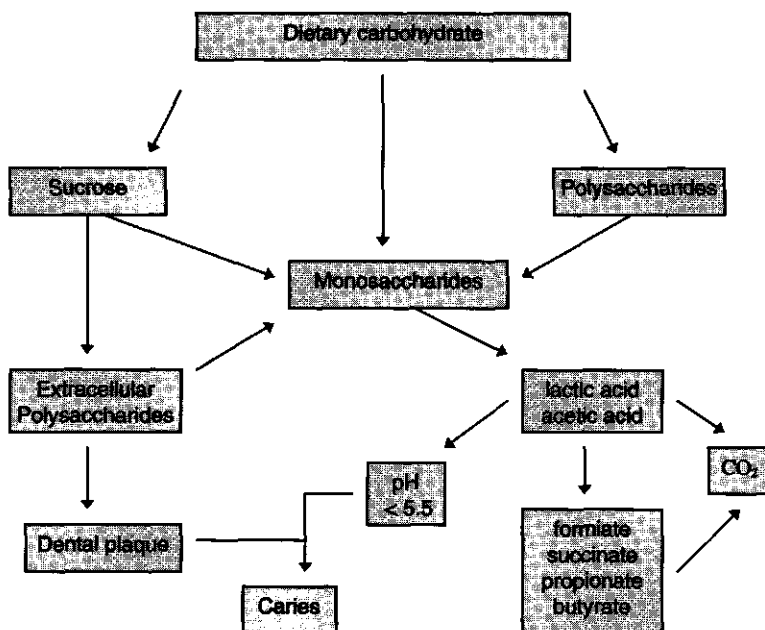 Dietary carbohydrate
Sucrose
Polysaccharides
Monosaccharides
Extracellular
Polysaccharides
lactic acid
acetic acid
pH
< 5.5
CO₂
Dental plaque
formiate
succinate
propionate
butyrate
Caries